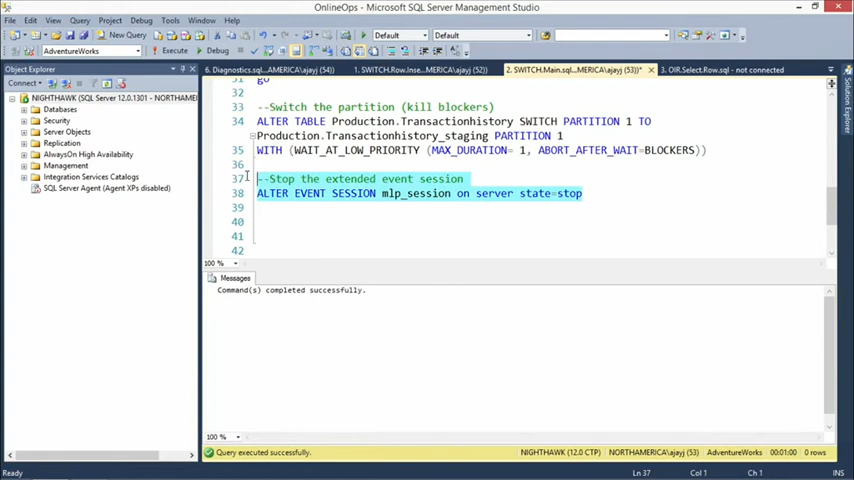 OnlineOps - Microsoft SQL Server Management Studio
File Edit View Query Project Debug Tools Window Help
New Query
Default Default
AdventureWorks Execute Debug
Object Explorer
Connect
NIGHTHAWK (SQL Server 12.0.1301 - NORTHAMERI
Databases
Security
Server Objects
Replication
AlwaysOn High Availability
Management
Integration Services Catalogs
SQL Server Agent (Agent XPs disabled)
6. Diagnostics.sql...AMERICA\ajayj (54)) 1. SWITCH.Row.Inse...MERICA\ajayj (52)) 2. SWITCH.Main.sql...MERICA\ajayj (53))* 3. OIR.Select.Row.sql - not connected
31 go
32
33 --Switch the partition (kill blockers)
34 ALTER TABLE Production.Transactionhistory SWITCH PARTITION 1 TO
Production.Transactionhistory_staging PARTITION 1
35 WITH (WAIT_AT_LOW_PRIORITY (MAX_DURATION= 1, ABORT_AFTER_WAIT=BLOCKERS))
36
37 --Stop the extended event session
38 ALTER EVENT SESSION mlp_session on server state=stop
39
40
41
42
100 %
Messages
Command(s) completed successfully.
100 %
Query executed successfully. NIGHTHAWK (12.0 CTP) NORTHAMERICA\ajayj (53) AdventureWorks 00:01:00 0 rows
Ready Ln 37 Col 1 Ch 1 INS
Solution Explorer